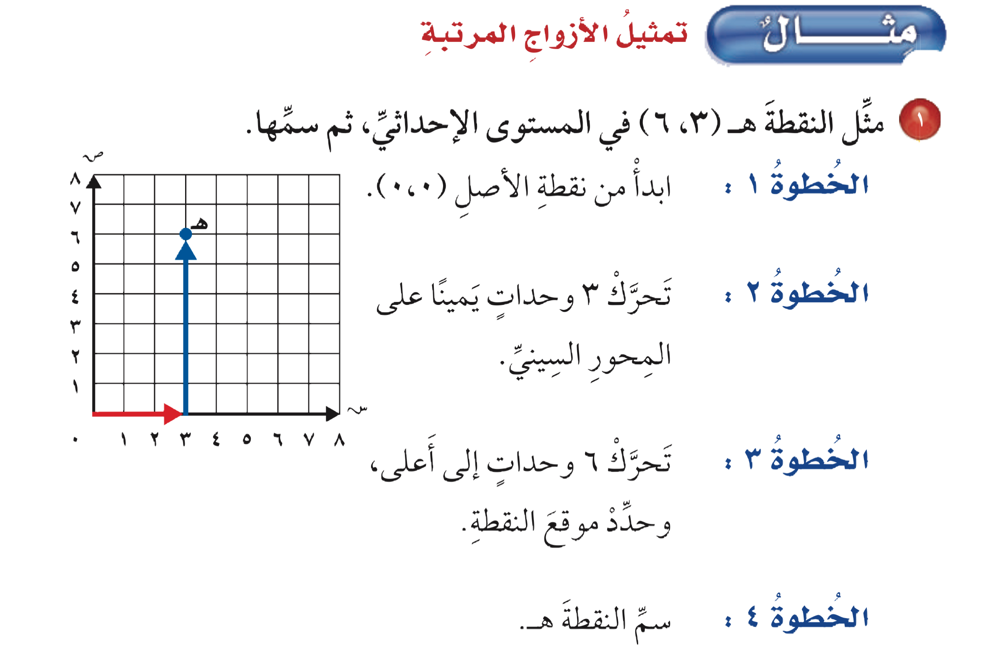 مِثـــالٌ
تمثيلُ الأزواجِ المرتبةِ
١ مثِّل النقطةَ هـ (٣، ٦) في المستوى الإحداثيِّ، ثم سمِّها.
الخُطوةُ ١ : ابدأْ من نقطةِ الأصلِ (٠، ٠).
الخُطوةُ ٢ : تَحرَّكْ ٣ وحداتٍ يَمينًا على
المِحورِ السِينيِّ.
الخُطوةُ ٣ : تَحرَّكْ ٦ وحداتٍ إلى أَعلى،
وحدِّدْ موقعَ النقطةِ.
الخُطوةُ ٤ : سمِّ النقطةَ هـ.
ص
٨
٧
هـ
٦
٥
٤
٣
٢
١
س
٠ ١ ٢ ٣ ٤ ٥ ٦ ٧ ٨